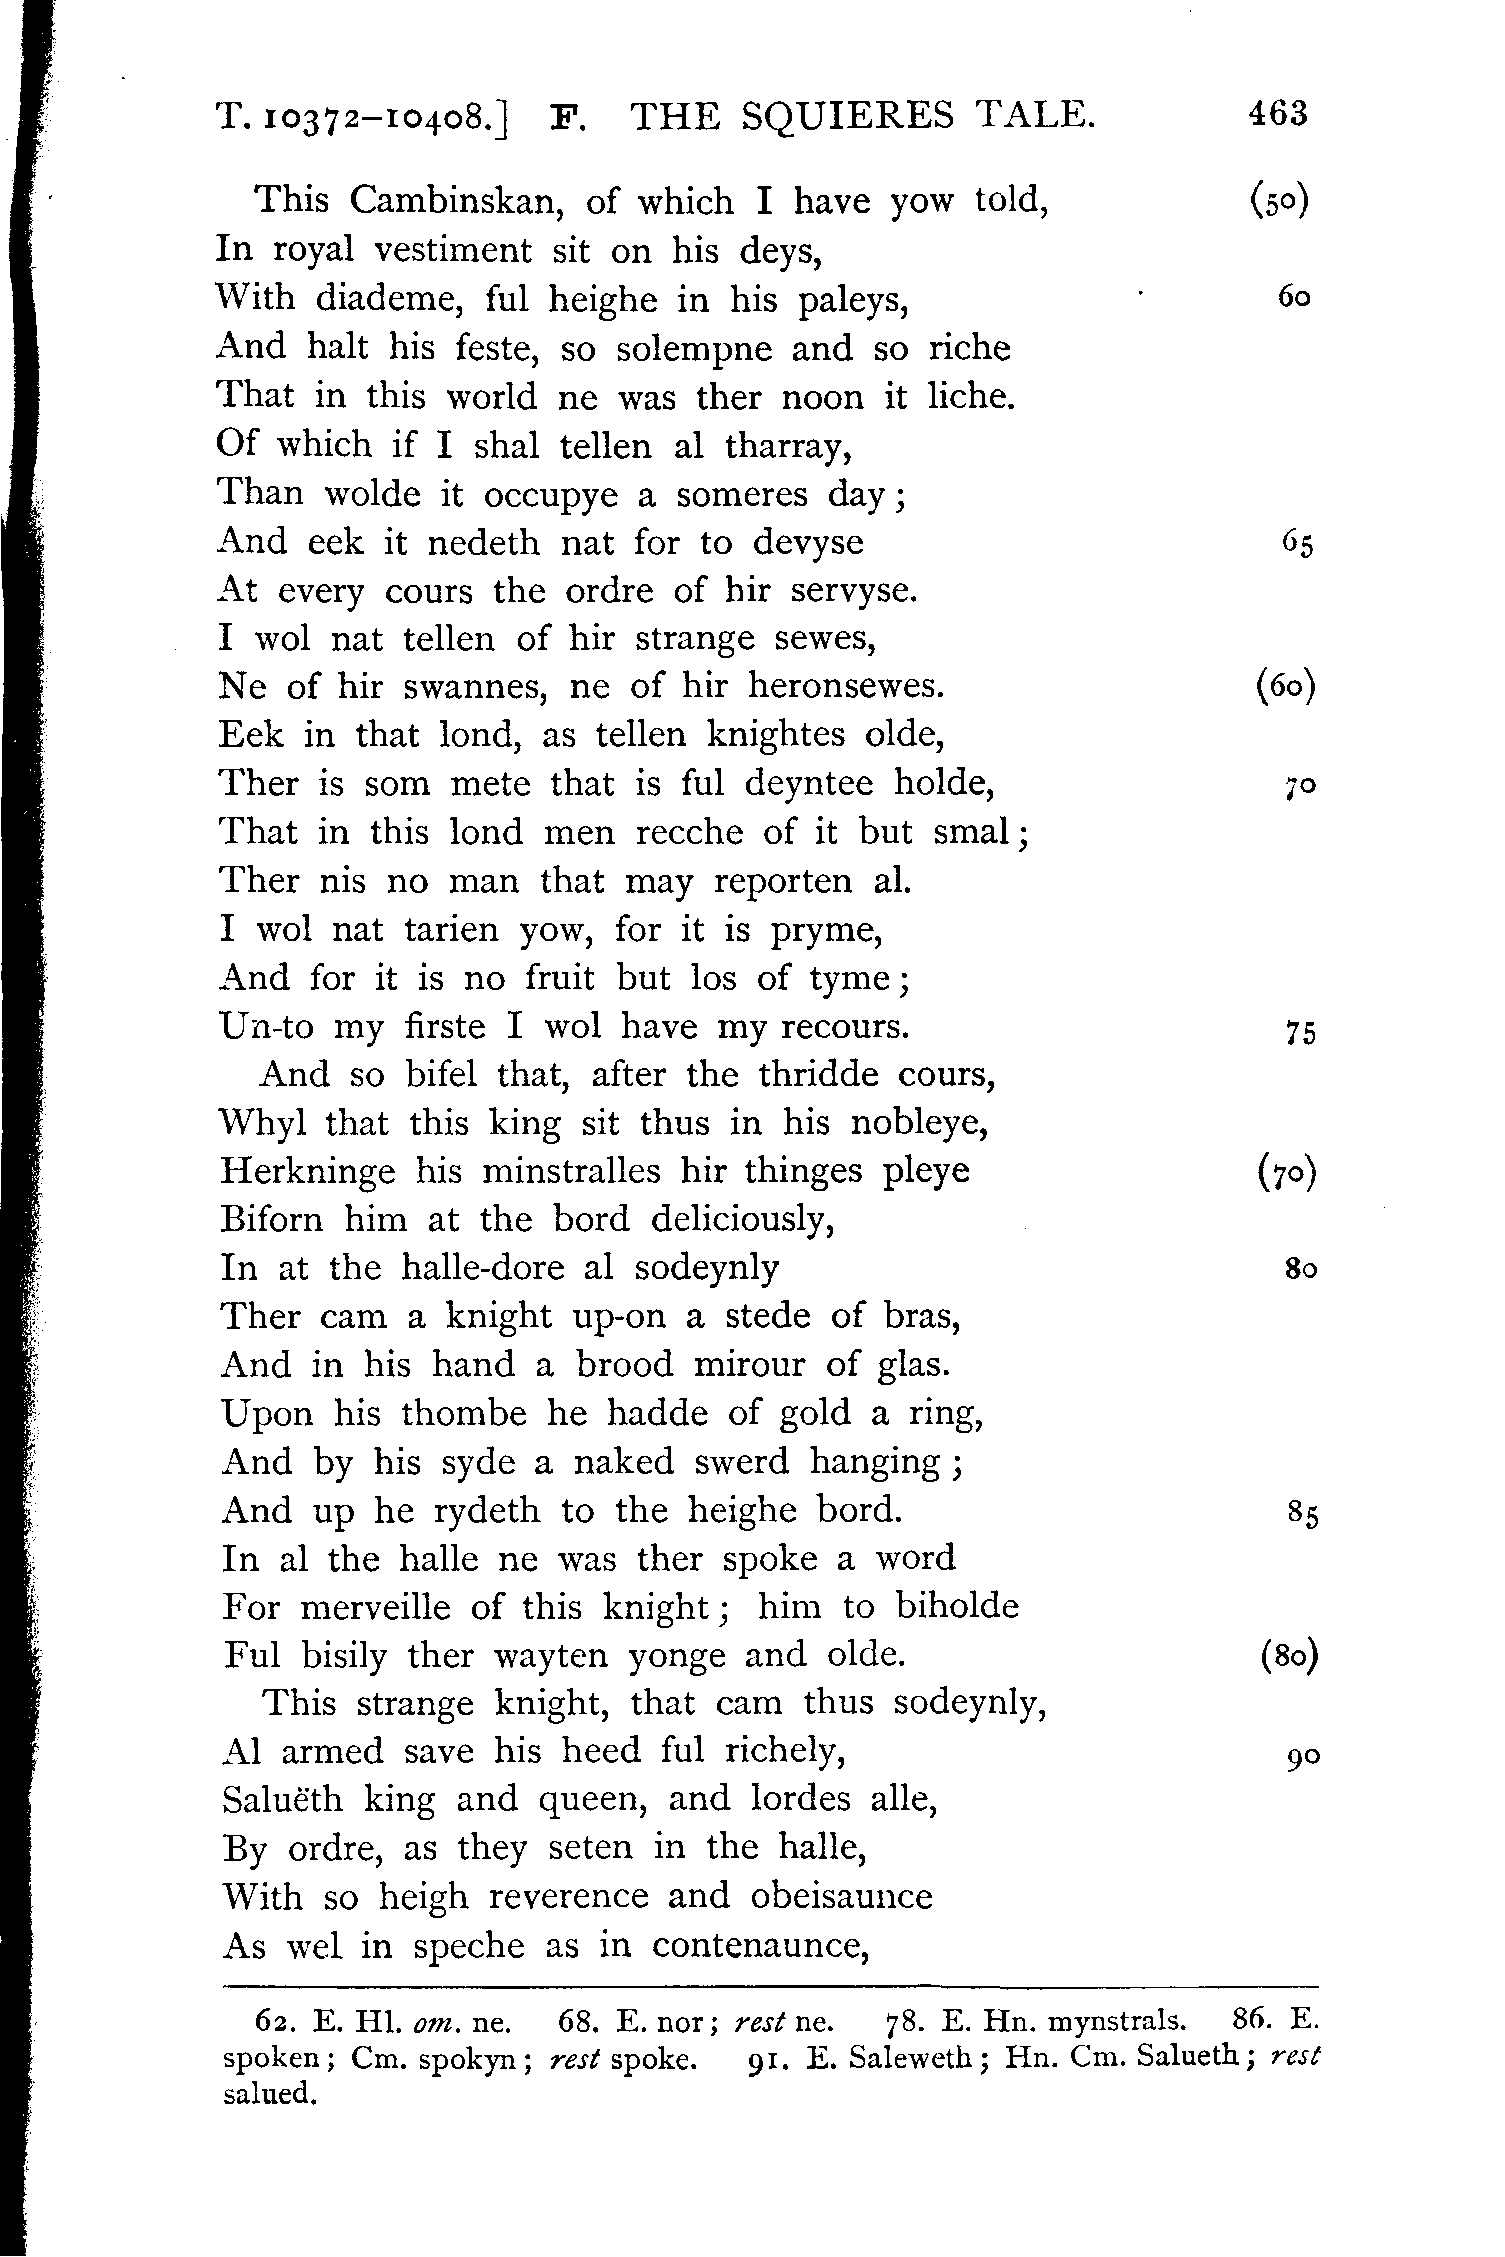 T. 10372-10408.] F. THE SQUIERES TALE. 463
This Cambinskan, of which I have yow told, (50)
In royal vestiment sit on his deys,
With diademe, ful heighe in his paleys, 60
And halt his feste, so solempne and so riche
That in this world ne was ther noon it liche.
Of which if I shal tellen al tharray,
Than wolde it occupye a someres day;
And eek it nedeth nat for to devyse 65
At every cours the ordre of hir servyse.
I wol nat tellen of hir strange sewes,
Ne of hir swannes, ne of hir heronsewes. (60)
Eek in that lond, as tellen knightes olde,
Ther is som mete that is ful deyntee holde, 70
That in this lond men recche of it but smal;
Ther nis no man that may reporten al.
I wol nat tarien yow, for it is pryme,
And for it is no fruit but los of tyme;
Un-to my firste I wol have my recours. 75
And so bifel that, after the thridde cours,
Whyl that this king sit thus in his nobleye,
Herkninge his minstralles hir thinges pleye (70)
Biforn him at the bord deliciously,
In at the halle-dore al sodeynly 80
Ther cam a knight up-on a stede of bras,
And in his hand a brood mirour of glas.
Upon his thombe he hadde of gold a ring,
And by his syde a naked swerd hanging;
And up he rydeth to the heighe bord. 85
In al the halle ne was ther spoke a word
For merveille of this knight; him to biholde
Ful bisily ther wayten yonge and olde. (80)
This strange knight, that cam thus sodeynly,
Al armed save his heed ful richely, 90
Saluëth king and queen, and lordes alle,
By ordre, as they seten in the halle,
With so heigh reverence and obeisaunce
As wel in speche as in contenaunce,
62. E. Hl. om. ne. 68. E. nor; rest ne. 78. E. Hn. mynstrals. 86. E.
spoken; Cm. spokyn; rest spoke. 91. E. Saleweth; Hn. Cm. Salueth; rest
salued.